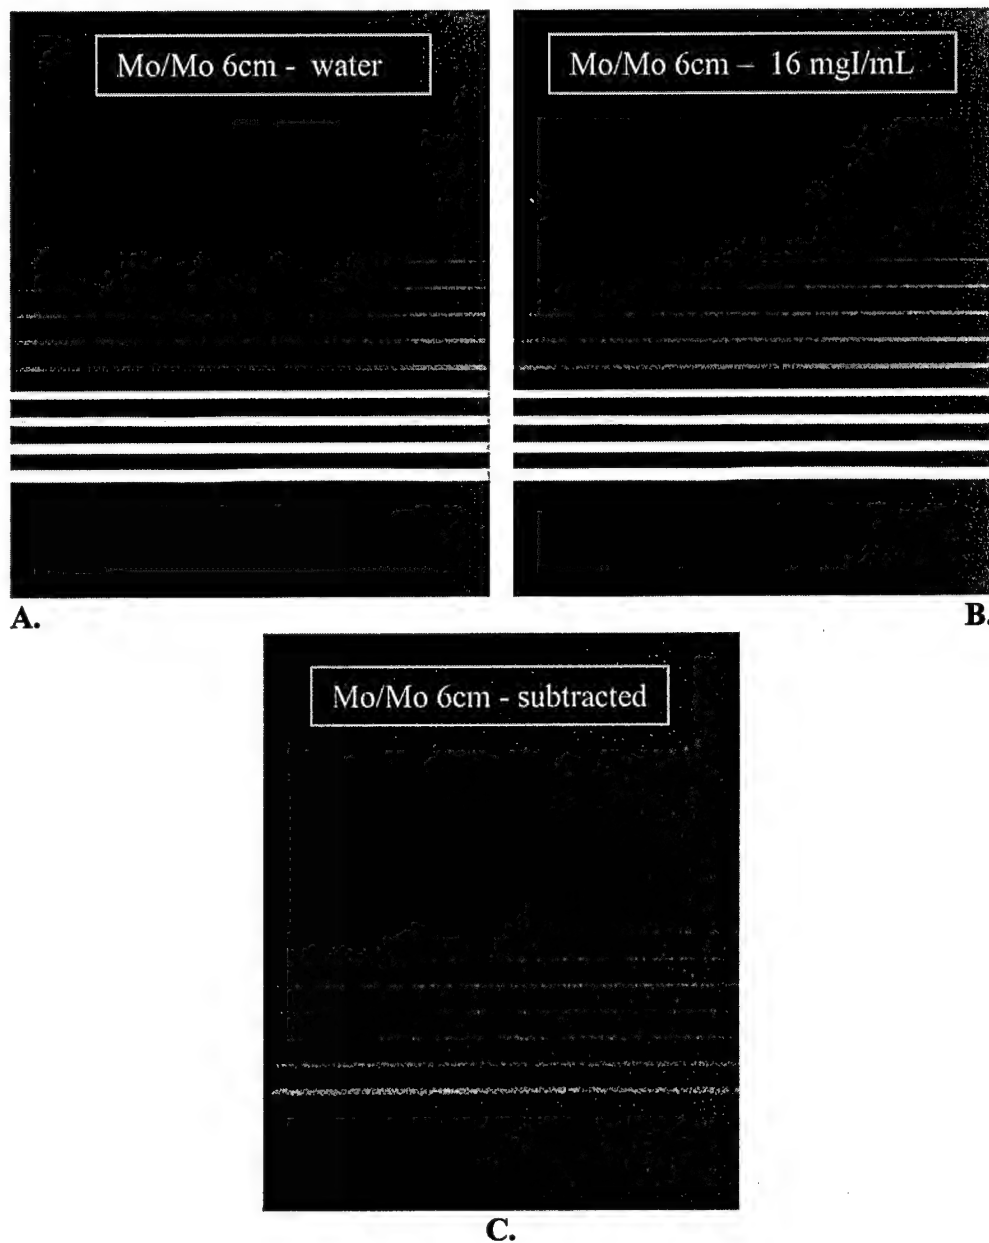 Mo/Mo 6cm - water
Mo/Mo 6cm – 16 mgI/mL
A.
B.
Mo/Mo 6cm - subtracted
C.